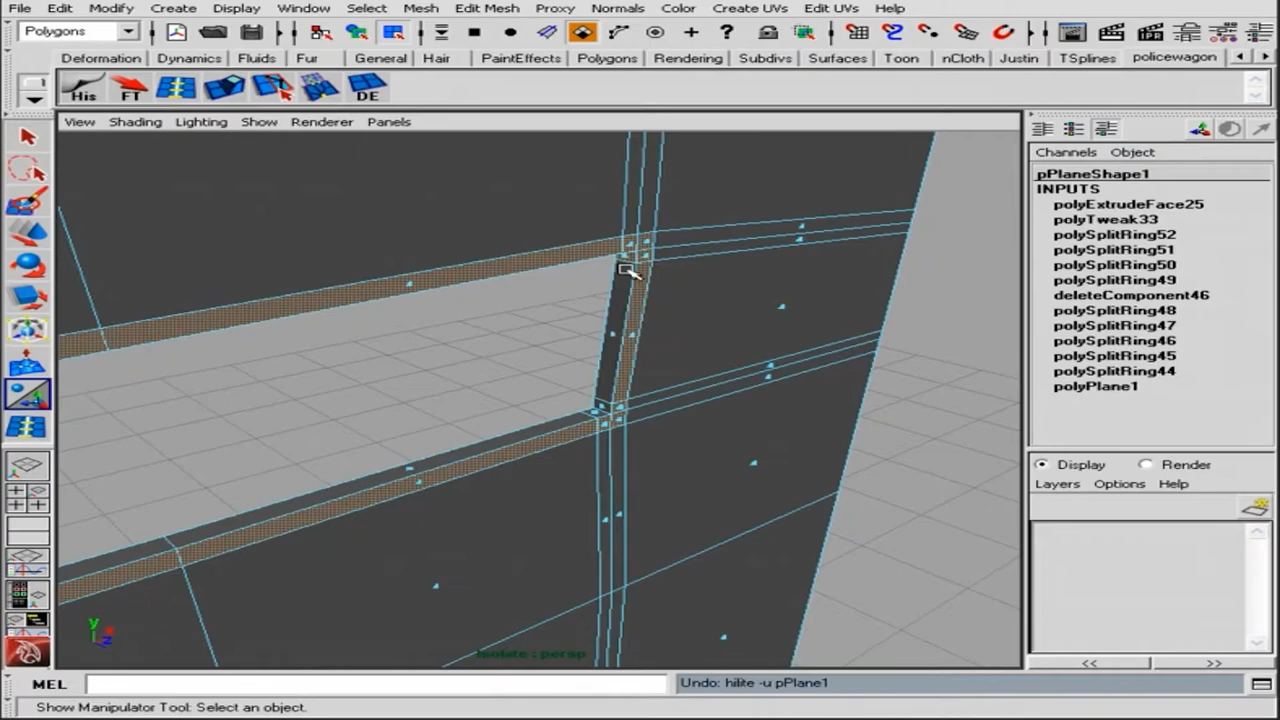 File Edit Modify Create Display Window Select Mesh Edit Mesh Proxy Normals Color Create UVs Edit UVs Help
Polygons
Deformation Dynamics Fluids Fur General Hair PaintEffects Polygons Rendering Subdivs Surfaces Toon nCloth Justin TSplines policewagon
His FT DE
View Shading Lighting Show Renderer Panels
Channels Object
pPlaneShape1
INPUTS
polyExtrudeFace25
polyTweak33
polySplitRing52
polySplitRing51
polySplitRing50
polySplitRing49
deleteComponent46
polySplitRing48
polySplitRing47
polySplitRing46
polySplitRing45
polySplitRing44
polyPlane1
Display Render
Layers Options Help
<< >>
y
z
Isolate : persp
MEL Undo: hilite -u pPlane1
Show Manipulator Tool: Select an object.